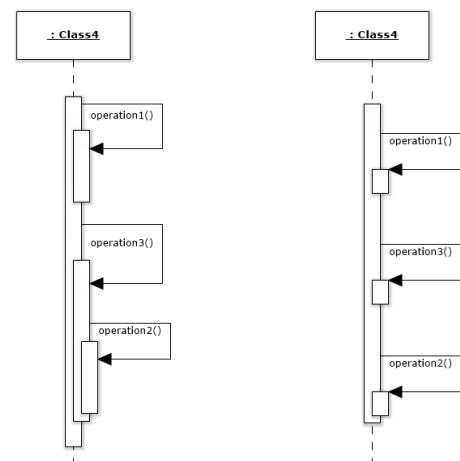 : Class4
operation1()
operation3()
operation2()
: Class4
operation1()
operation3()
operation2()